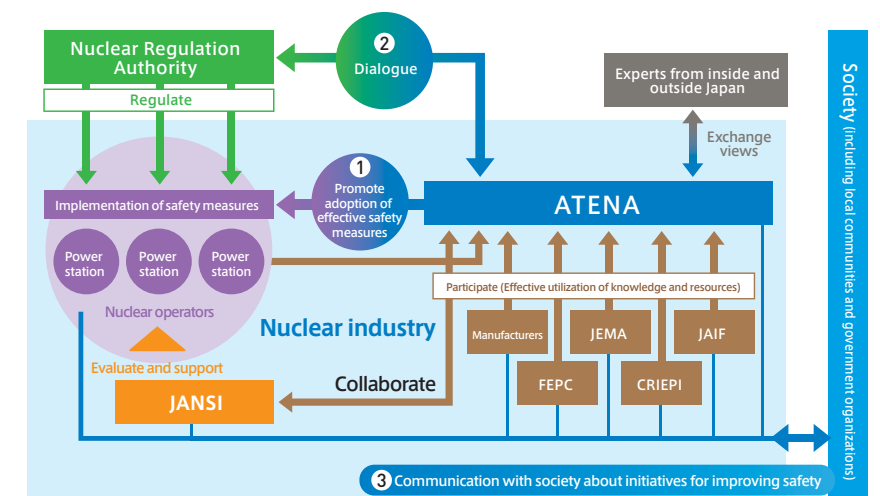 Nuclear Regulation
Authority
Regulate
2
Dialogue
Experts from inside and
outside Japan
Exchange
views
Society (including local communities and government organizations)
1
Promote
adoption of
effective safety
measures
Implementation of safety measures
ATENA
Power
station
Power
station
Power
station
Nuclear operators
Participate (Effective utilization of knowledge and resources)
Nuclear industry
Manufacturers
JEMA
JAIF
FEPC
CRIEPI
Evaluate and support
Collaborate
JANSI
3 Communication with society about initiatives for improving safety